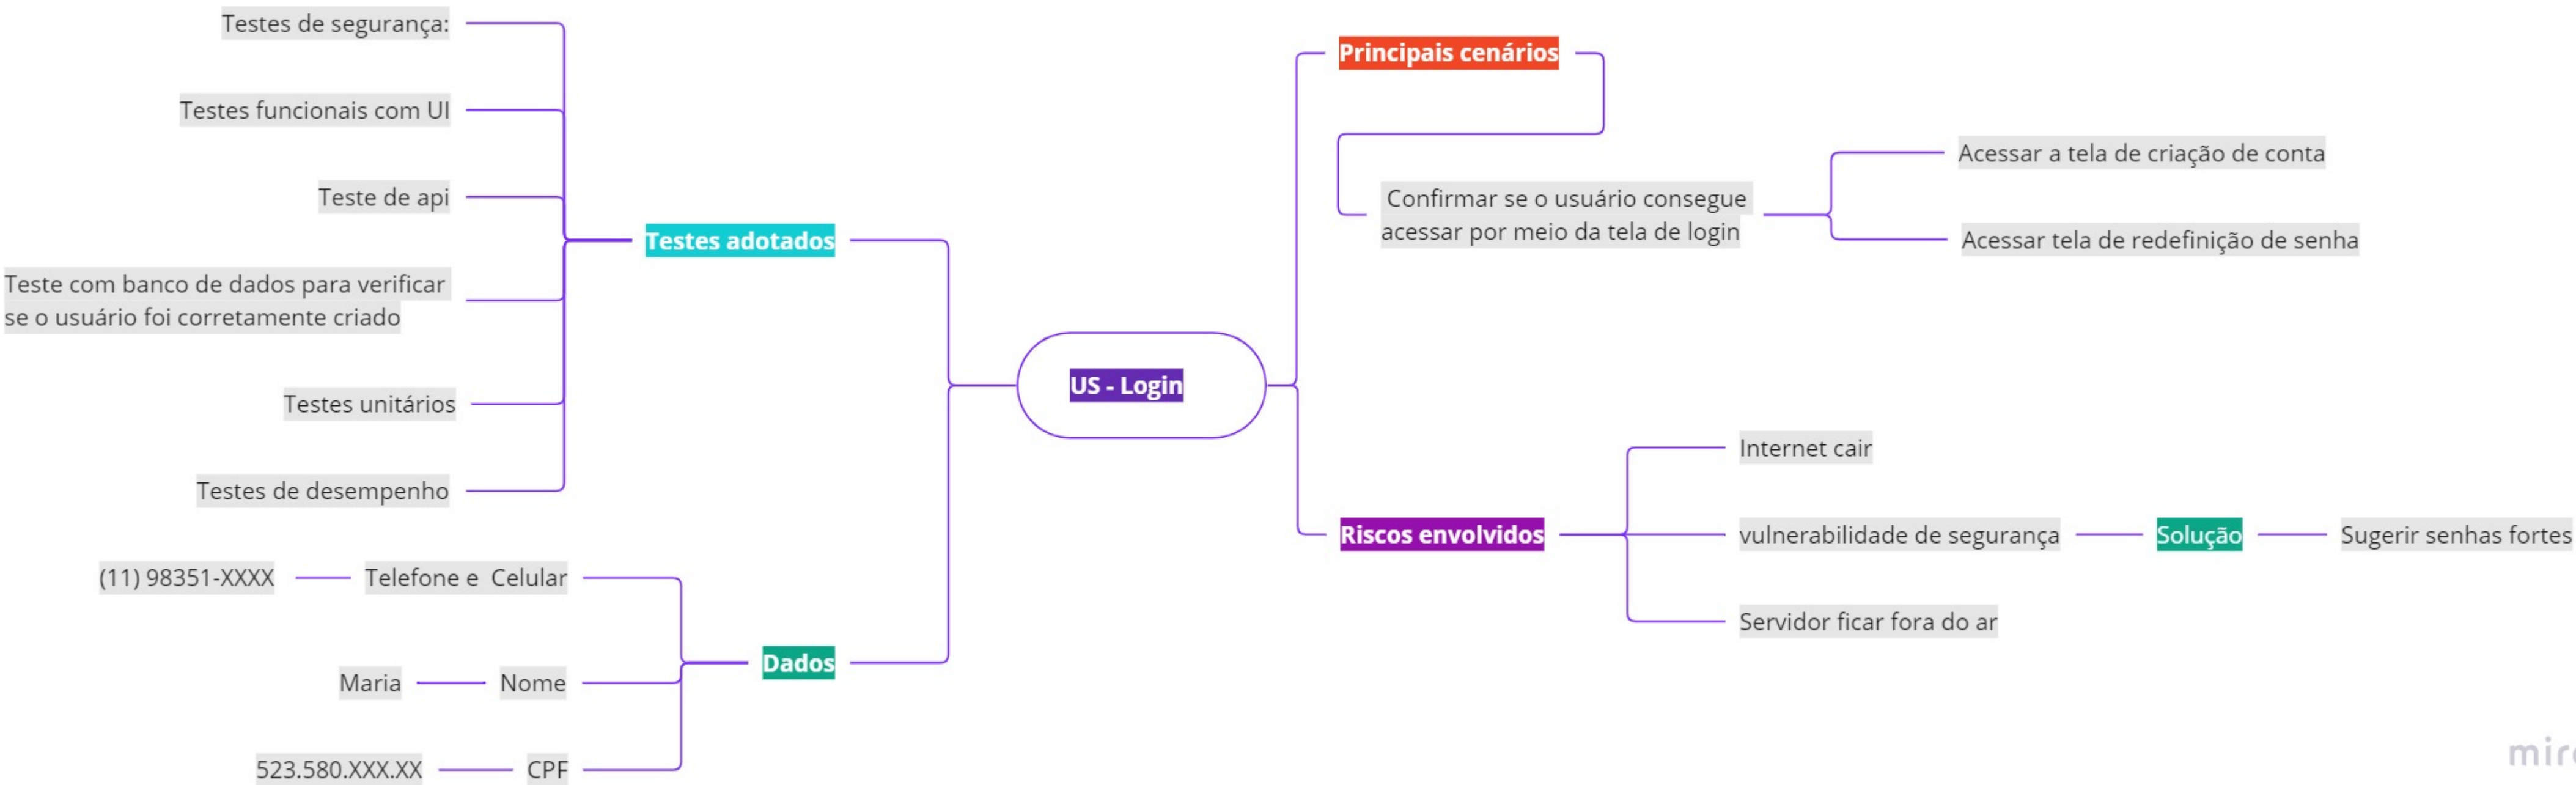 Testes de segurança:
Testes funcionais com UI
Teste de api
Teste com banco de dados para verificar
se o usuário foi corretamente criado
Testes unitários
Testes de desempenho
Testes adotados
(11) 98351-XXXX
Telefone e  Celular
Maria
Nome
523.580.XXX.XX
CPF
Dados
US - Login
Principais cenários
Confirmar se o usuário consegue
acessar por meio da tela de login
Acessar a tela de criação de conta
Acessar tela de redefinição de senha
Riscos envolvidos
Internet cair
vulnerabilidade de segurança
Solução
Sugerir senhas fortes
Servidor ficar fora do ar
miro